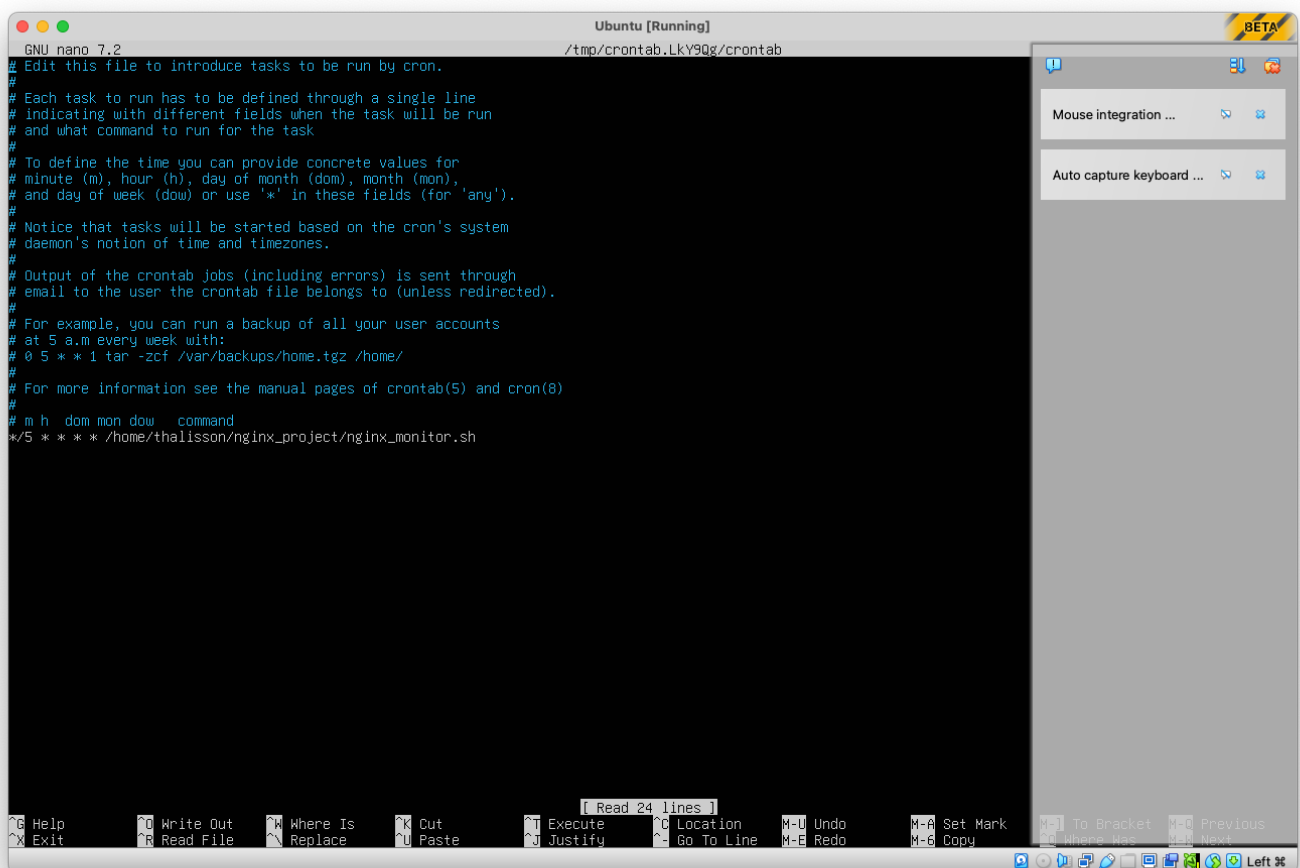 Ubuntu [Running]
BETA
GNU nano 7.2 /tmp/crontab.LkY9Qg/crontab
# Edit this file to introduce tasks to be run by cron.
#
# Each task to run has to be defined through a single line
# indicating with different fields when the task will be run
# and what command to run for the task
#
# To define the time you can provide concrete values for
# minute (m), hour (h), day of month (dom), month (mon),
# and day of week (dow) or use '*' in these fields (for 'any').
#
# Notice that tasks will be started based on the cron's system
# daemon's notion of time and timezones.
#
# Output of the crontab jobs (including errors) is sent through
# email to the user the crontab file belongs to (unless redirected).
#
# For example, you can run a backup of all your user accounts
# at 5 a.m every week with:
# 0 5 * * 1 tar -zcf /var/backups/home.tgz /home/
#
# For more information see the manual pages of crontab(5) and cron(8)
#
# m h  dom mon dow   command
*/5 * * * * /home/thalisson/nginx_project/nginx_monitor.sh
Mouse integration ...
Auto capture keyboard ...
[ Read 24 lines ]
^G Help ^O Write Out ^W Where Is ^K Cut ^T Execute ^C Location M-U Undo M-A Set Mark M-] To Bracket M-Q Previous
^X Exit ^R Read File ^\ Replace ^U Paste ^J Justify ^- Go To Line M-E Redo M-6 Copy ^Q Where Was M-W Next
Left ⌘